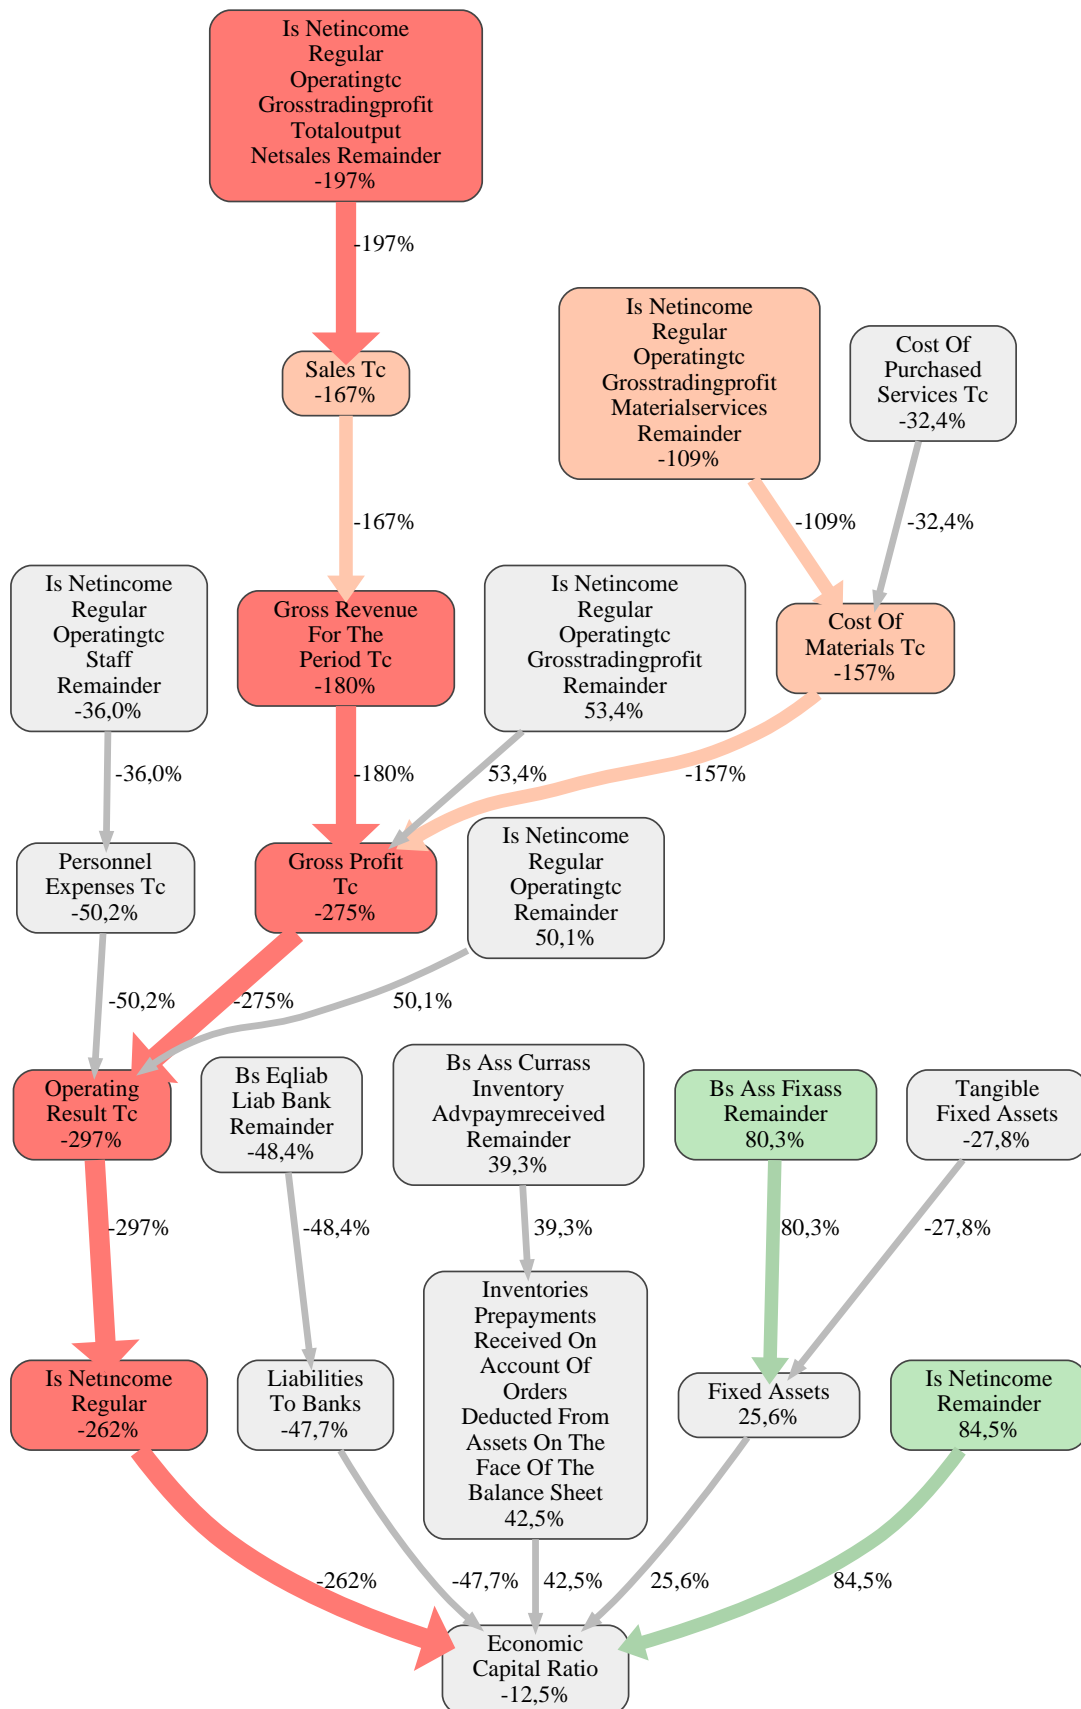 Is Netincome
Regular
Operatingtc
Grosstradingprofit
Totaloutput
Netsales Remainder
-197%
-197%
Sales Tc
-167%
Is Netincome
Regular
Operatingtc
Grosstradingprofit
Materialservices
Remainder
-109%
Cost Of
Purchased
Services Tc
-32,4%
-167%
-109%
-32,4%
Is Netincome
Regular
Operatingtc
Staff
Remainder
-36,0%
Gross Revenue
For The
Period Tc
-180%
Is Netincome
Regular
Operatingtc
Grosstradingprofit
Remainder
53,4%
Cost Of
Materials Tc
-157%
-36,0%
-180%
53,4%
-157%
Personnel
Expenses Tc
-50,2%
Gross Profit
Tc
-275%
Is Netincome
Regular
Operatingtc
Remainder
50,1%
-50,2%
-275%
50,1%
Operating
Result Tc
-297%
Bs Eqliab
Liab Bank
Remainder
-48,4%
Bs Ass Currass
Inventory
Advpaymreceived
Remainder
39,3%
Bs Ass Fixass
Remainder
80,3%
Tangible
Fixed Assets
-27,8%
-297%
-48,4%
39,3%
80,3%
-27,8%
Is Netincome
Regular
-262%
Liabilities
To Banks
-47,7%
Inventories
Prepayments
Received On
Account Of
Orders
Deducted From
Assets On The
Face Of The
Balance Sheet
42,5%
Fixed Assets
25,6%
Is Netincome
Remainder
84,5%
-262%
-47,7%
42,5%
25,6%
84,5%
Economic
Capital Ratio
-12,5%